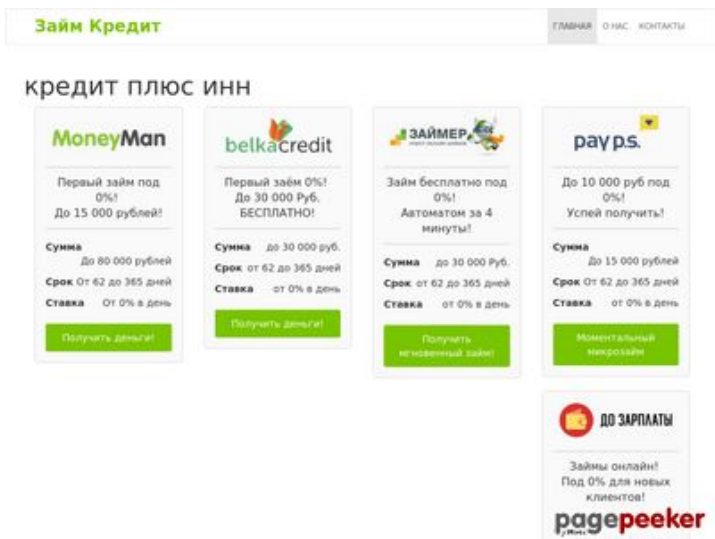 Займ Кредит
ГЛАВНАЯ О НАС КОНТАКТЫ
кредит плюс инн
MoneyMan
Первый займ под
0%!
До 15 000 рублей!
Сумма
До 80 000 рублей
Срок От 62 до 365 дней
Ставка От 0% в день
Получить деньги!
belkacredit
Первый заём 0%!
До 30 000 Руб.
БЕСПЛАТНО!
Сумма до 30 000 руб.
Срок от 62 до 365 дней
Ставка от 0% в день
Получить деньги!
ЗАЙМЕР
Займ бесплатно под
0%!
Автоматом за 4
минуты!
Сумма до 30 000 Руб.
Срок от 62 до 365 дней
Ставка от 0% в день
Получить
мгновенный займ!
pay p.s.
До 10 000 руб под
0%!
Успей получить!
Сумма
До 15 000 рублей
Срок От 62 до 365 дней
Ставка от 0% в день
Моментальный
микрозайм
ДО ЗАРПЛАТЫ
Займы онлайн!
Под 0% для новых
клиентов!
pagepeeker